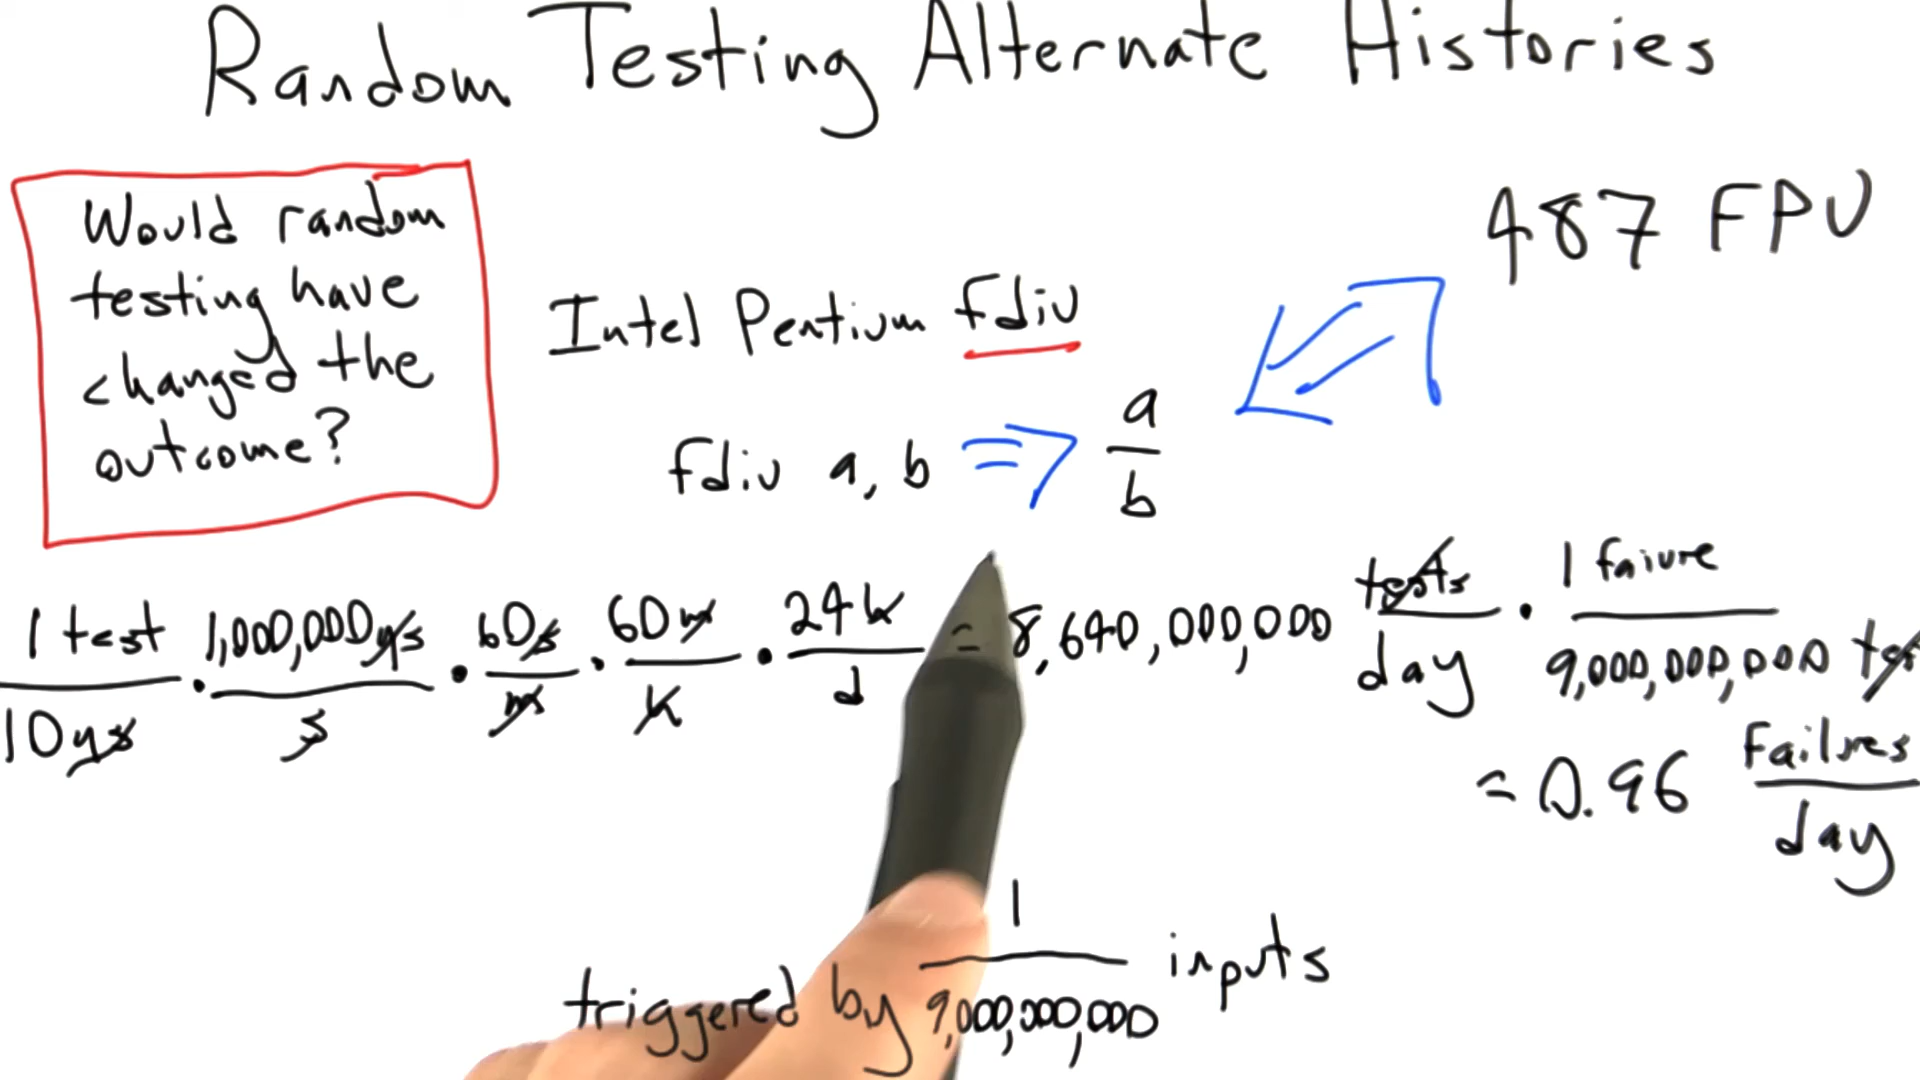 Random Testing Alternate Histories
Would random
testing have
changed the
outcome?
487 FPU
Intel Pentium fdiv
fdiv a, b ⇒ a/b
1 test/10 µs · 1,000,000 µs/s · 60 s/m · 60 m/h · 24 h/d = 8,640,000,000 tests/day · 1 faiure/9,000,000,000 tes
= 0.96 Failures/day
triggered by 1/9,000,000,000 inputs